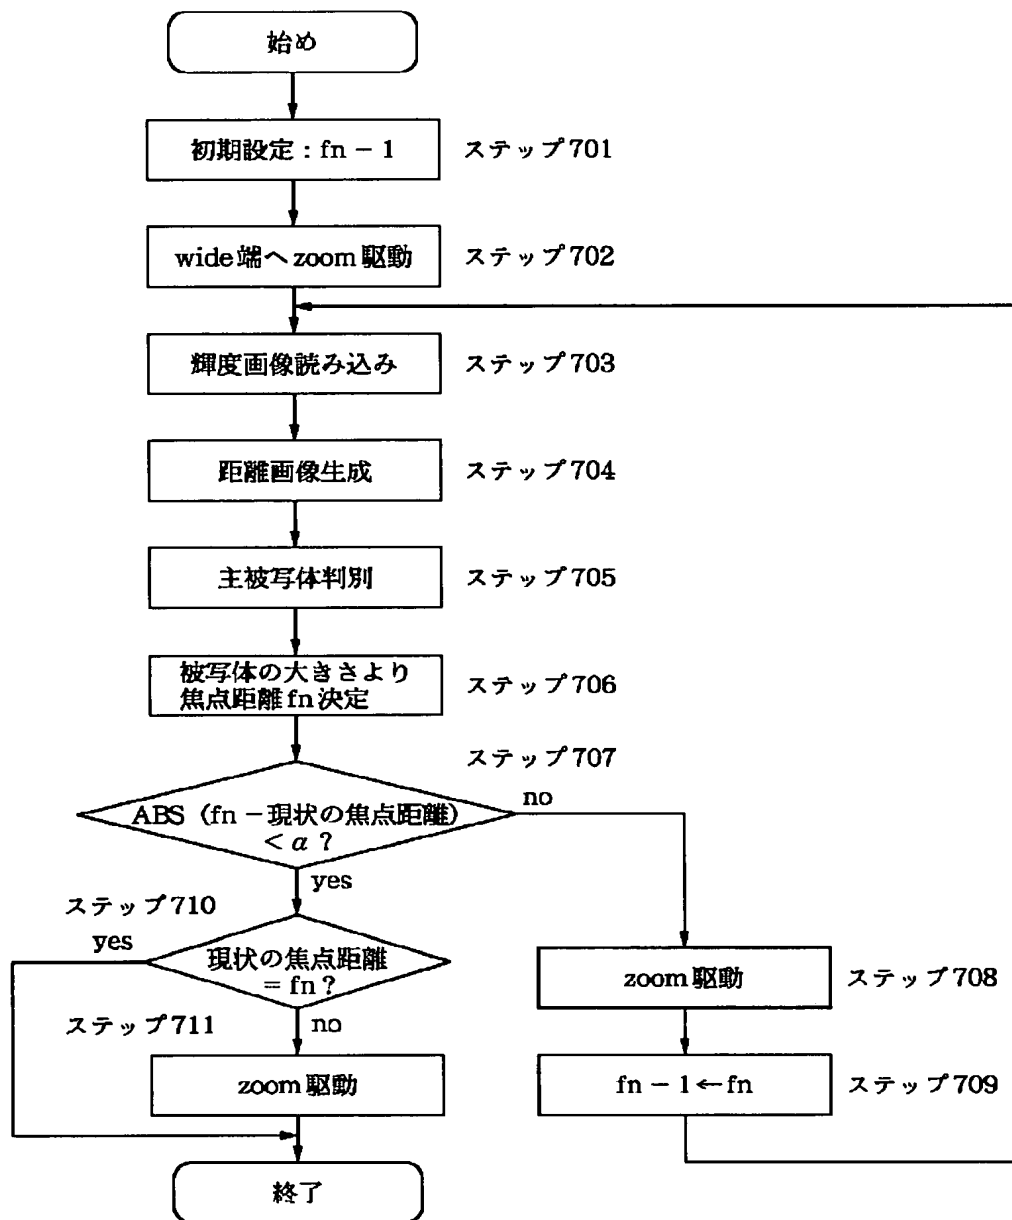 始め
初期設定：fn－1
ステップ701
wide端へzoom駆動
ステップ702
輝度画像読み込み
ステップ703
距離画像生成
ステップ704
主被写体判別
ステップ705
被写体の大きさより
焦点距離fn決定
ステップ706
ステップ707
ABS（fn－現状の焦点距離）
＜α？
no
yes
ステップ710
yes
現状の焦点距離
＝fn？
ステップ711
no
zoom駆動
ステップ708
fn－1←fn
ステップ709
zoom駆動
終了